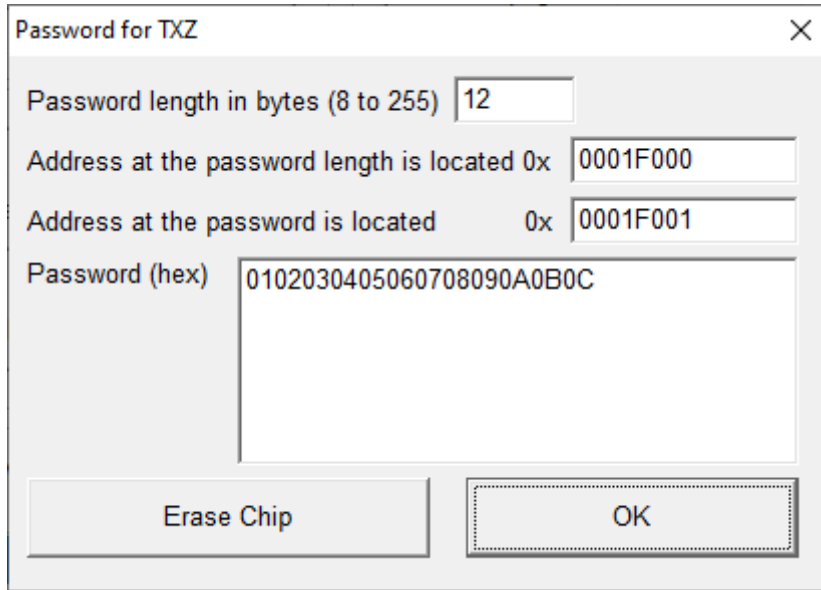 Password for TXZ
Password length in bytes (8 to 255) 12
Address at the password length is located 0x 0001F000
Address at the password is located 0x 0001F001
Password (hex) 0102030405060708090A0B0C
Erase Chip OK